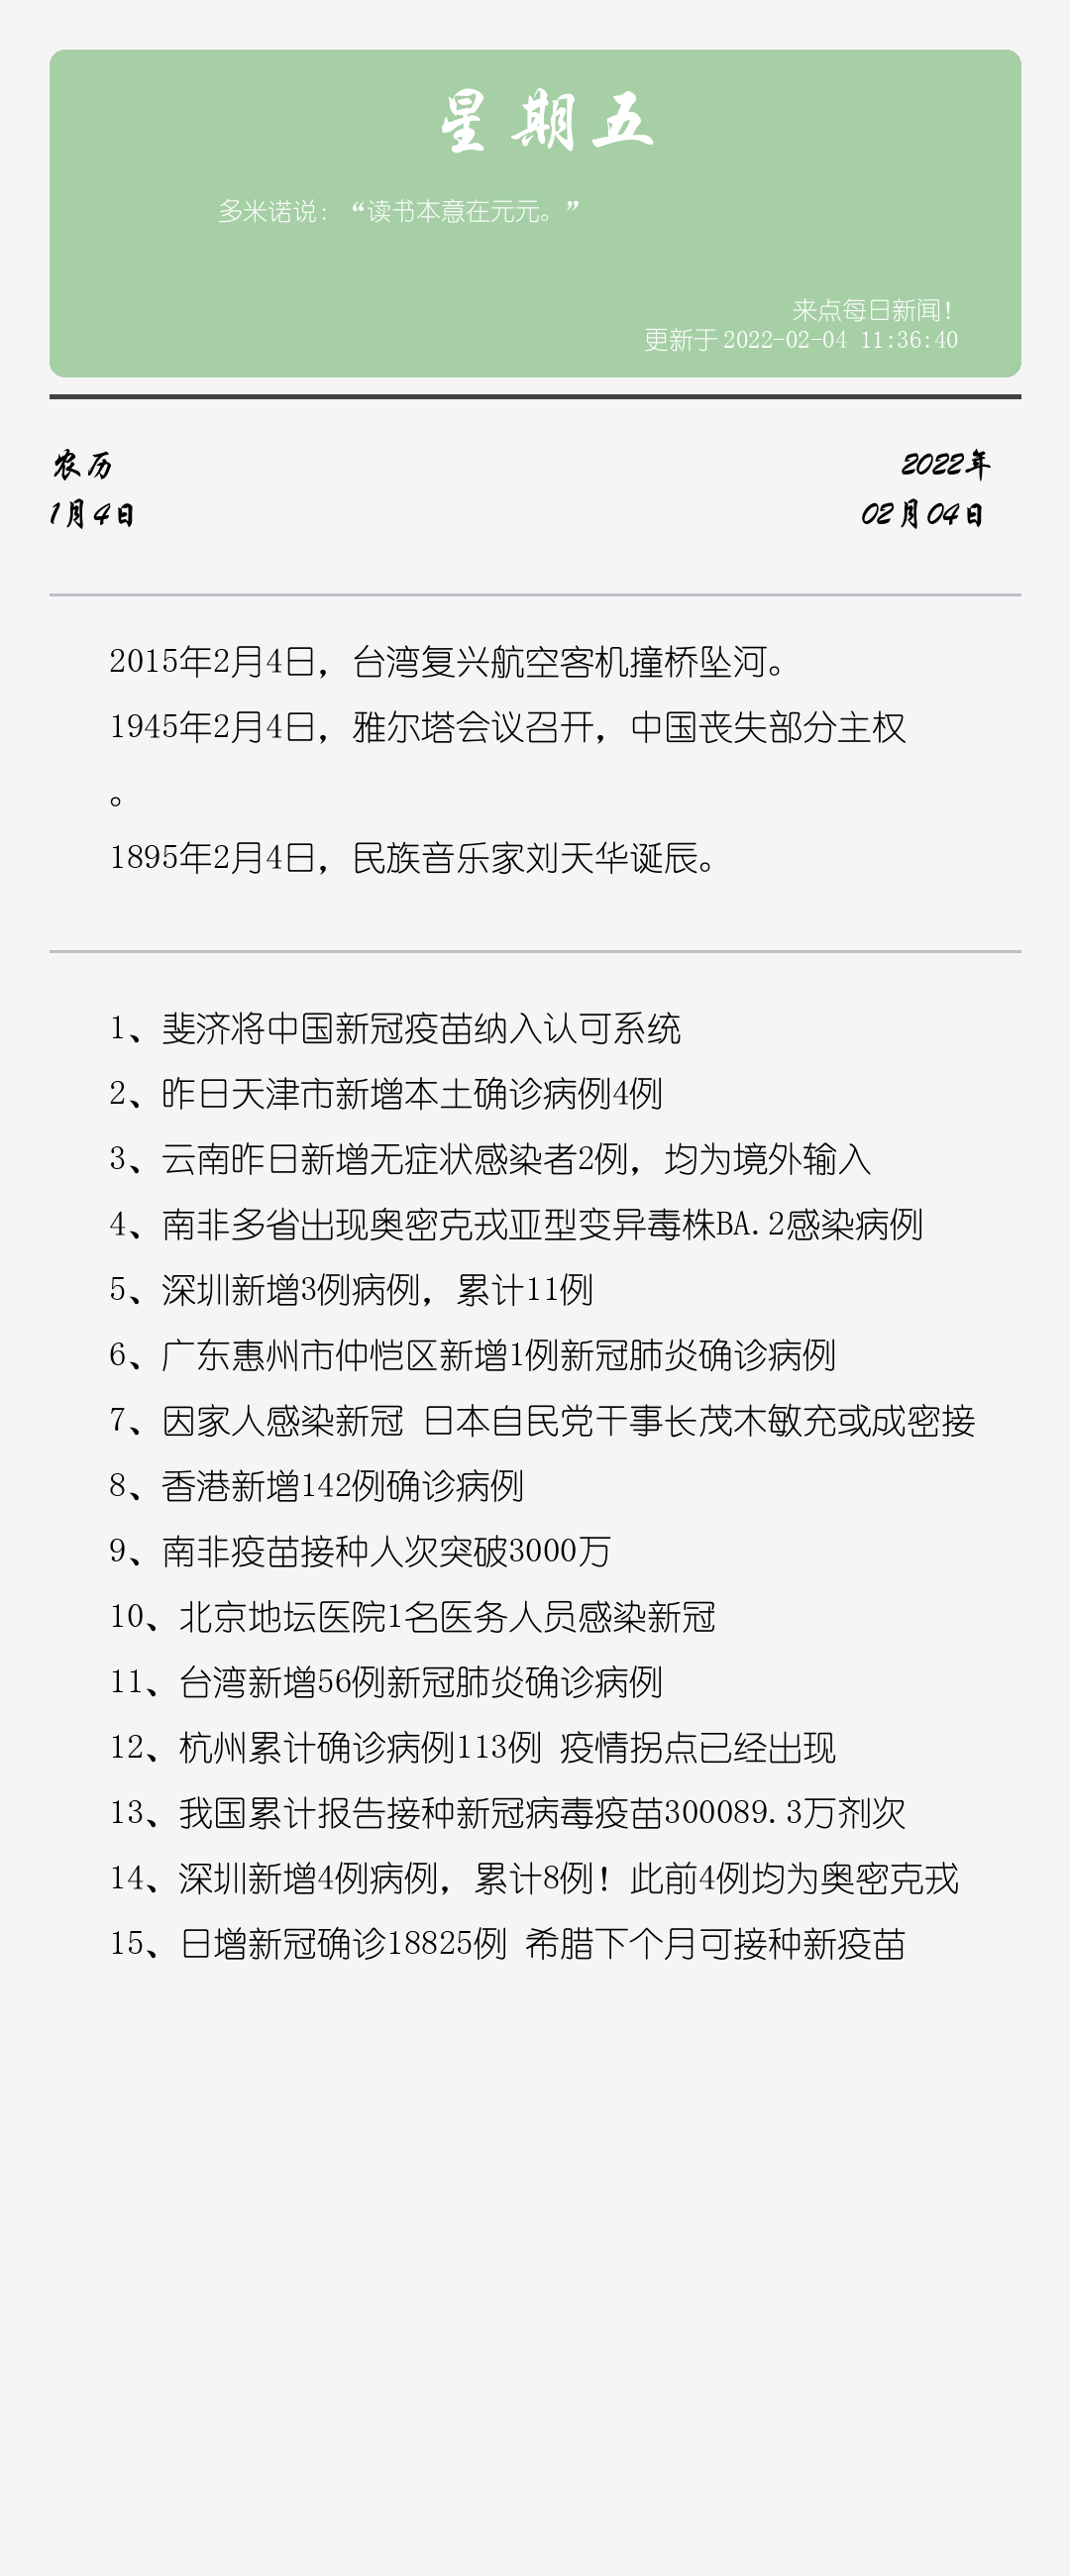 星期五
多米诺说：“读书本意在元元。”
来点每日新闻！
更新于 2022-02-04 11:36:40
农历
2022年
1月4日
02月04日
2015年2月4日，台湾复兴航空客机撞桥坠河。
1945年2月4日，雅尔塔会议召开，中国丧失部分主权
。
1895年2月4日，民族音乐家刘天华诞辰。
1、斐济将中国新冠疫苗纳入认可系统
2、昨日天津市新增本土确诊病例4例
3、云南昨日新增无症状感染者2例，均为境外输入
4、南非多省出现奥密克戎亚型变异毒株BA.2感染病例
5、深圳新增3例病例，累计11例
6、广东惠州市仲恺区新增1例新冠肺炎确诊病例
7、因家人感染新冠 日本自民党干事长茂木敏充或成密接
8、香港新增142例确诊病例
9、南非疫苗接种人次突破3000万
10、北京地坛医院1名医务人员感染新冠
11、台湾新增56例新冠肺炎确诊病例
12、杭州累计确诊病例113例 疫情拐点已经出现
13、我国累计报告接种新冠病毒疫苗300089.3万剂次
14、深圳新增4例病例，累计8例！此前4例均为奥密克戎
15、日增新冠确诊18825例 希腊下个月可接种新疫苗